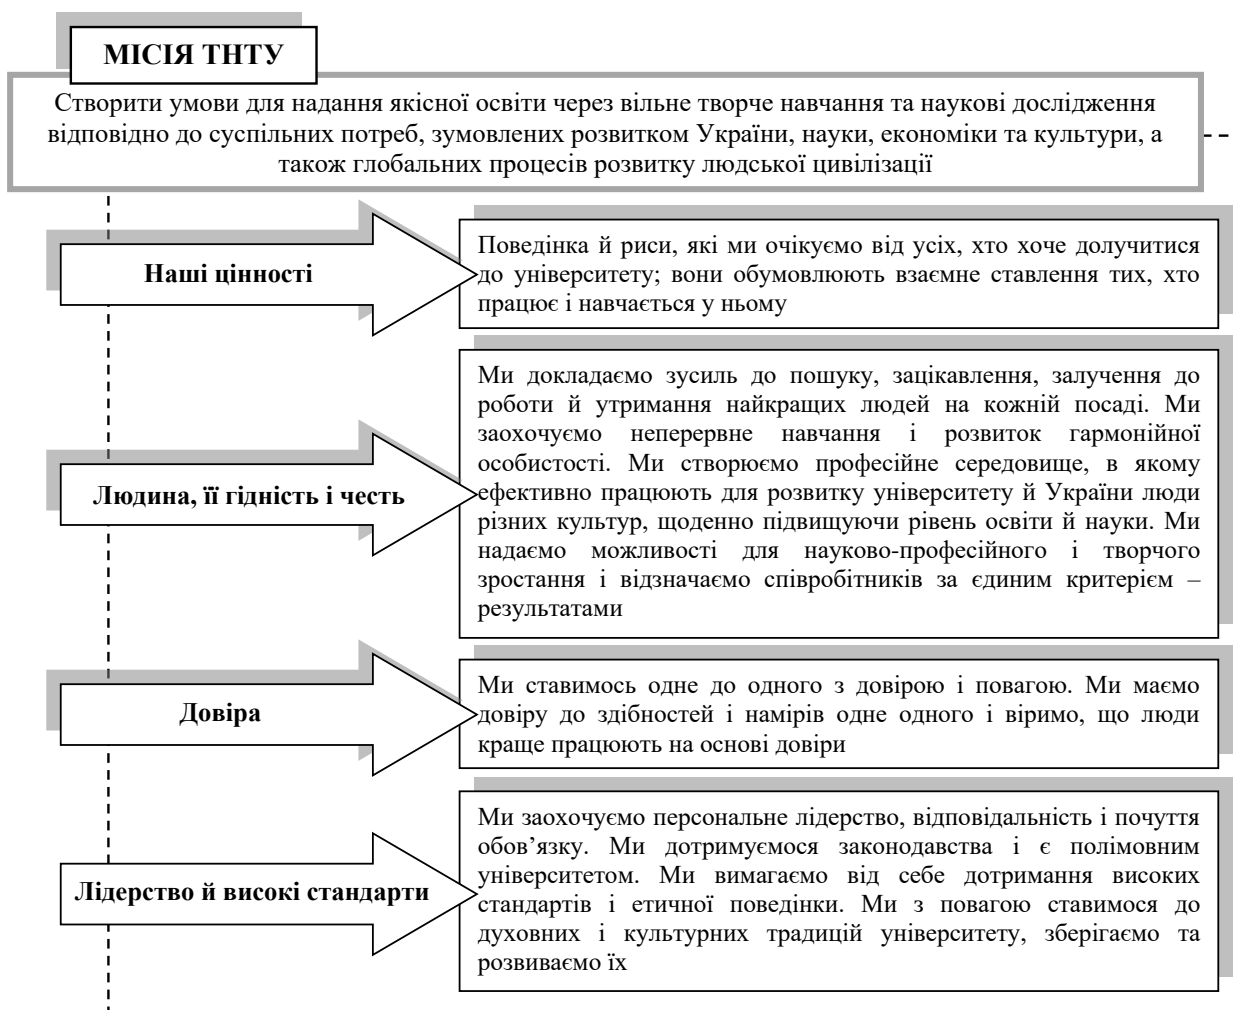 МІСІЯ ТНТУ
Створити умови для надання якісної освіти через вільне творче навчання та наукові дослідження
відповідно до суспільних потреб, зумовлених розвитком України, науки, економіки та культури, а
також глобальних процесів розвитку людської цивілізації
Наші цінності
Поведінка й риси, які ми очікуємо від усіх, хто хоче долучитися
до університету; вони обумовлюють взаємне ставлення тих, хто
працює і навчається у ньому
Людина, її гідність і честь
Ми докладаємо зусиль до пошуку, зацікавлення, залучення до
роботи й утримання найкращих людей на кожній посаді. Ми
заохочуємо неперервне навчання і розвиток гармонійної
особистості. Ми створюємо професійне середовище, в якому
ефективно працюють для розвитку університету й України люди
різних культур, щоденно підвищуючи рівень освіти й науки. Ми
надаємо можливості для науково-професійного і творчого
зростання і відзначаємо співробітників за єдиним критерієм –
результатами
Довіра
Ми ставимось одне до одного з довірою і повагою. Ми маємо
довіру до здібностей і намірів одне одного і віримо, що люди
краще працюють на основі довіри
Лідерство й високі стандарти
Ми заохочуємо персональне лідерство, відповідальність і почуття
обов’язку. Ми дотримуємося законодавства і є полімовним
університетом. Ми вимагаємо від себе дотримання високих
стандартів і етичної поведінки. Ми з повагою ставимося до
духовних і культурних традицій університету, зберігаємо та
розвиваємо їх